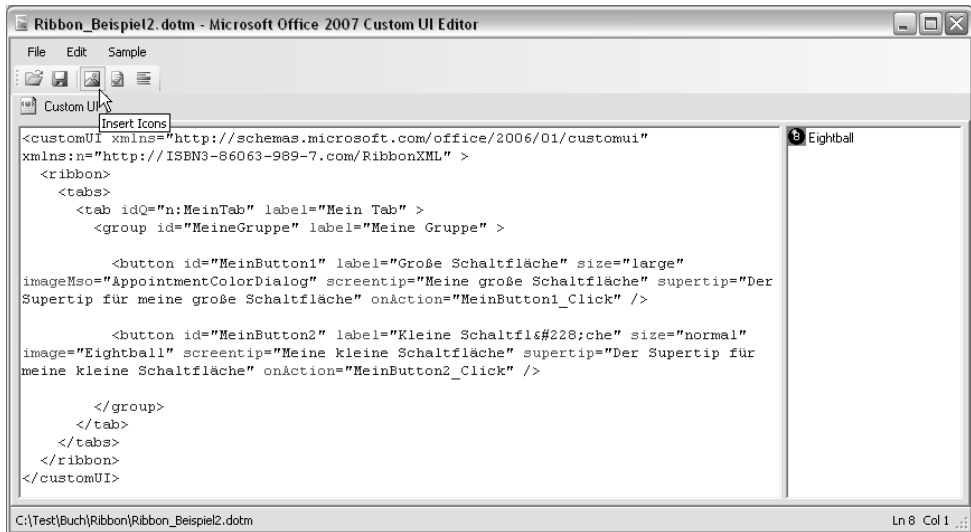 Ribbon_Beispiel2.dotm - Microsoft Office 2007 Custom UI Editor
File Edit Sample
Custom UI
Insert Icons
<customUI xmlns="http://schemas.microsoft.com/office/2006/01/customui"
xmlns:n="http://ISBN3-86063-989-7.com/RibbonXML" >
<ribbon>
<tabs>
<tab idQ="n:MeinTab" label="Mein Tab" >
<group id="MeineGruppe" label="Meine Gruppe" >
<button id="MeinButton1" label="Große Schaltfläche" size="large"
imageMso="AppointmentColorDialog" screentip="Meine große Schaltfläche" supertip="Der
Supertip für meine große Schaltfläche" onAction="MeinButton1_Click" />
<button id="MeinButton2" label="Kleine Schaltfl&#228;che" size="normal"
image="Eightball" screentip="Meine kleine Schaltfläche" supertip="Der Supertip für
meine kleine Schaltfläche" onAction="MeinButton2_Click" />
</group>
</tab>
</tabs>
</ribbon>
</customUI>
8 Eightball
C:\Test\Buch\Ribbon\Ribbon_Beispiel2.dotm
Ln 8 Col 1